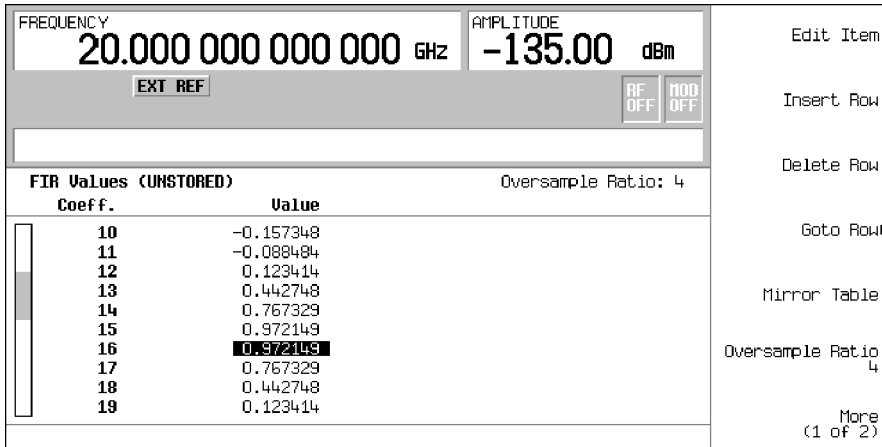 FREQUENCY
20.000 000 000 000 GHz
AMPLITUDE
-135.00 dBm
EXT REF
RF OFF
MOD OFF
FIR Values (UNSTORED)
Oversample Ratio: 4
Coeff. Value
10 -0.157348
11 -0.088484
12 0.123414
13 0.442748
14 0.767329
15 0.972149
16 0.972149
17 0.767329
18 0.442748
19 0.123414
Edit Item
Insert Row
Delete Row
Goto Row
Mirror Table
Oversample Ratio
4
More
(1 of 2)